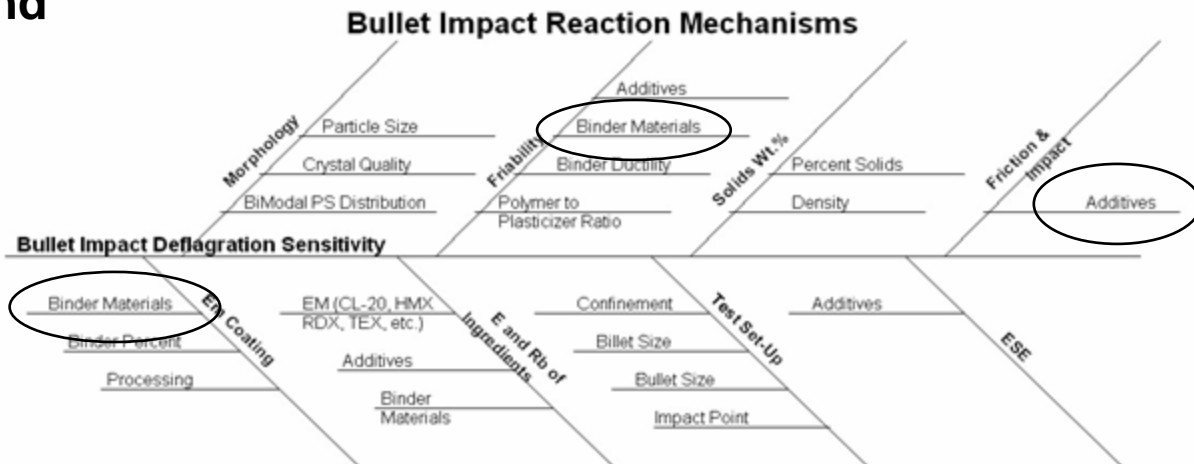 nd
Bullet Impact Reaction Mechanisms
Morphology
Particle Size
Crystal Quality
BiModal PS Distribution
Friability
Additives
Binder Materials
Binder Ductility
Polymer to
Plasticizer Ratio
Solids Wt.%
Percent Solids
Density
Friction &
Impact
Additives
Bullet Impact Deflagration Sensitivity
Binder Materials
Binder Percent
Processing
EM Coating
EM (CL-20, HMX
RDX, TEX, etc.)
Additives
Binder
Materials
E and Rb of
Ingredients
Confinement
Billet Size
Bullet Size
Impact Point
Test Set-Up
Additives
ESE